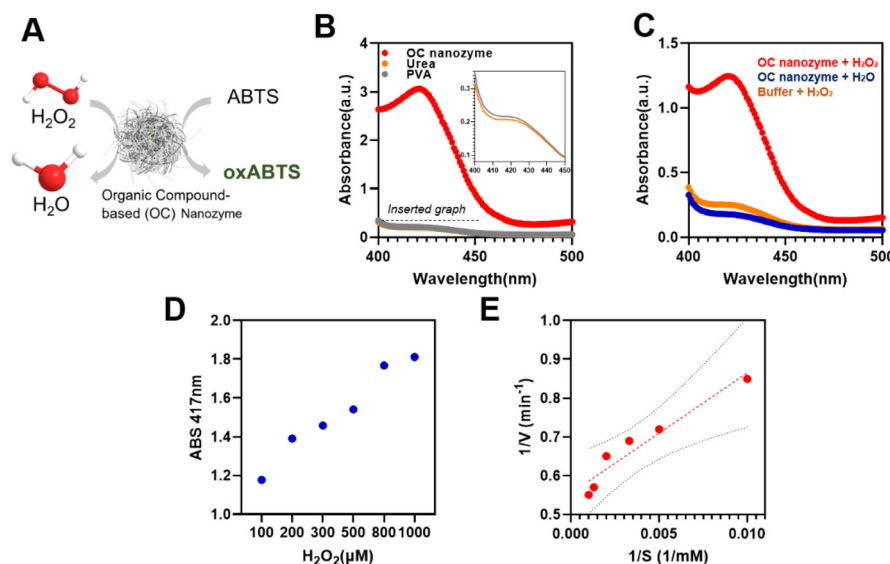 A
H₂O₂
H₂O
ABTS
oxABTS
Organic Compound-
based (OC) Nanozyme
B
Absorbance(a.u.)
4
3
2
1
0
400
450
500
Wavelength(nm)
OC nanozyme
Urea
PVA
0.3
0.2
0.1
400 410 420 430 440 450
Inserted graph
C
Absorbance(a.u.)
1.5
1.0
0.5
0.0
400
450
500
Wavelength(nm)
OC nanozyme + H₂O₂
OC nanozyme + H₂O
Buffer + H₂O₂
D
ABS 417nm
2.0
1.8
1.6
1.4
1.2
1.0
100 200 300 500 800 1000
H₂O₂(µM)
E
1/V (min⁻¹)
1.0
0.9
0.8
0.7
0.6
0.5
0.000
0.005
0.010
1/S (1/mM)